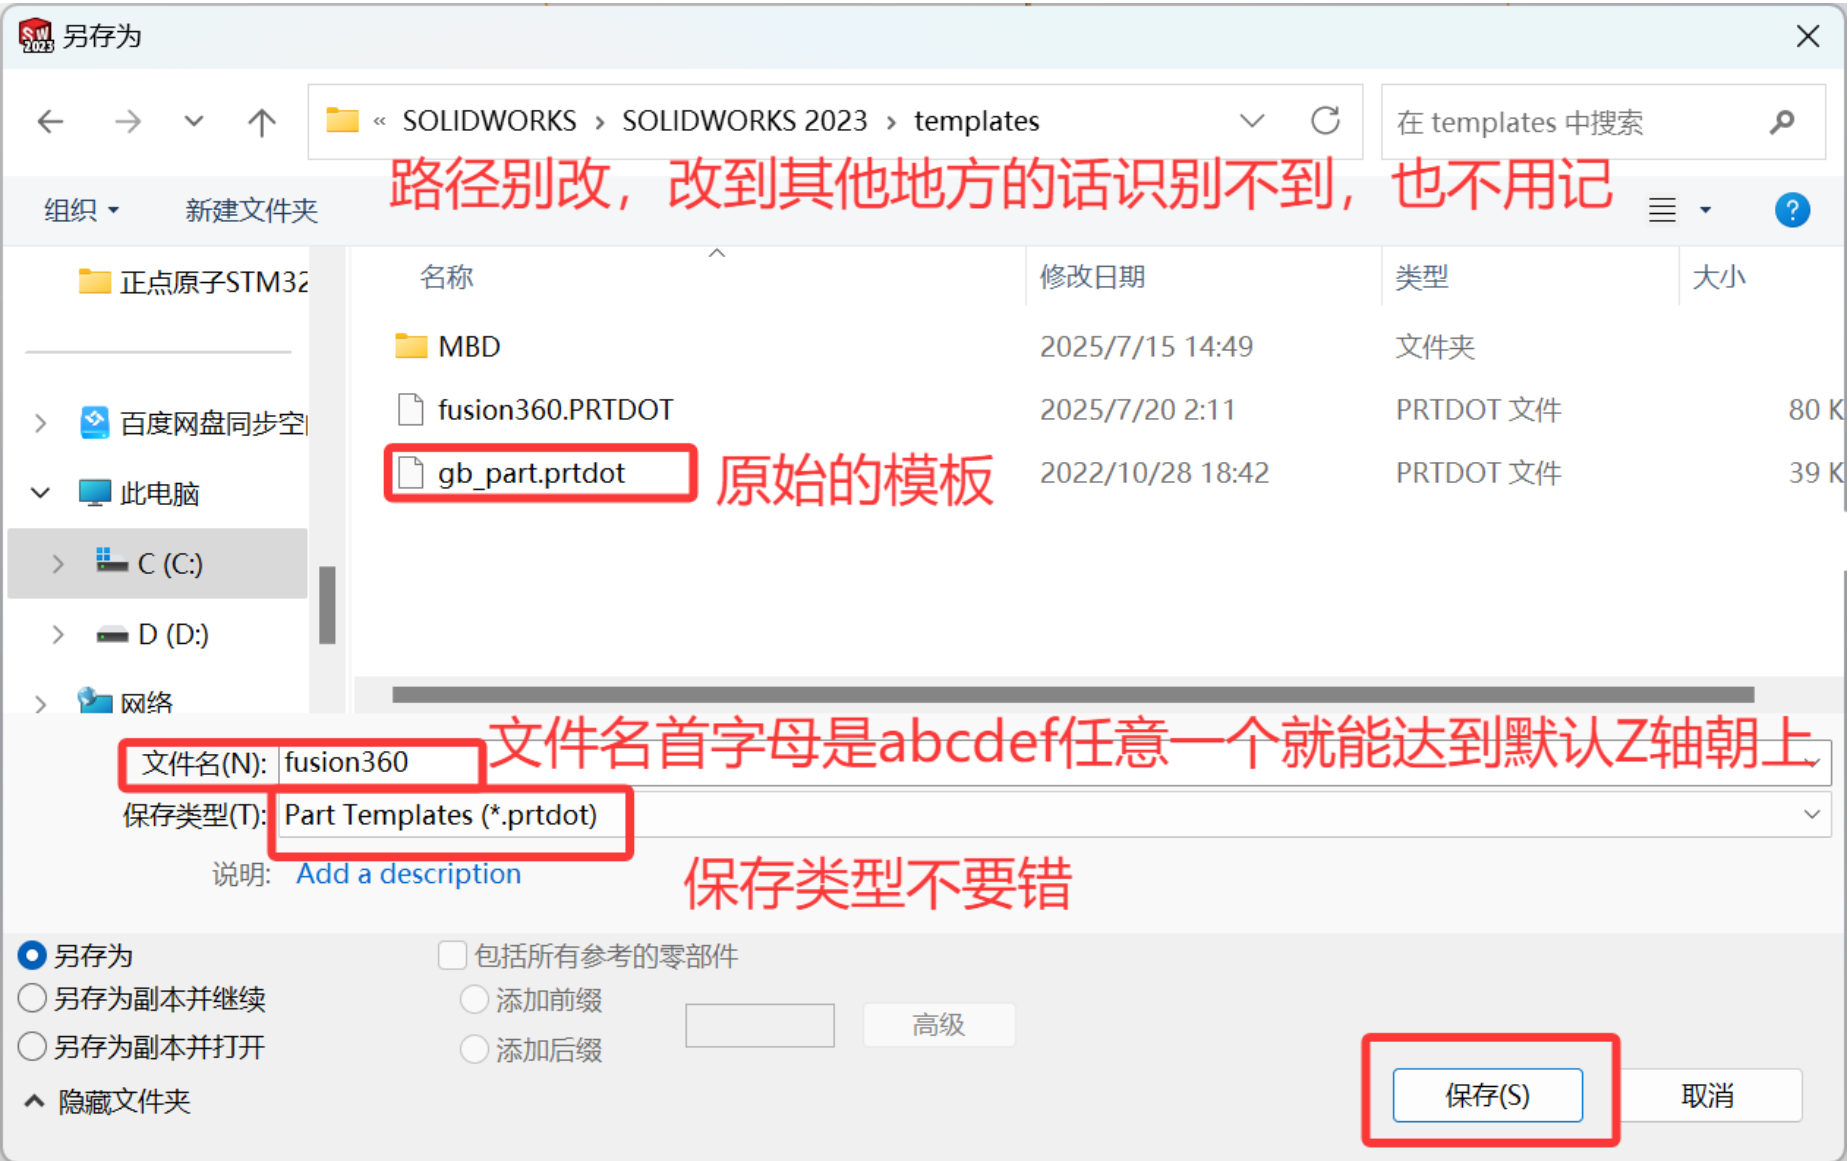 SW 2023 另存为
« SOLIDWORKS › SOLIDWORKS 2023 › templates
在 templates 中搜索
路径别改，改到其他地方的话识别不到，也不用记
组织 新建文件夹
?
正点原子STM32
名称 修改日期 类型 大小
MBD 2025/7/15 14:49 文件夹
fusion360.PRTDOT 2025/7/20 2:11 PRTDOT 文件 80 K
gb_part.prtdot 原始的模板 2022/10/28 18:42 PRTDOT 文件 39 K
百度网盘同步空
此电脑
C (C:)
D (D:)
网络
文件名首字母是abcdef任意一个就能达到默认Z轴朝上
文件名(N): fusion360
保存类型(T): Part Templates (*.prtdot)
说明: Add a description
保存类型不要错
另存为
另存为副本并继续
另存为副本并打开
包括所有参考的零部件
添加前缀
添加后缀
高级
隐藏文件夹
保存(S)
取消